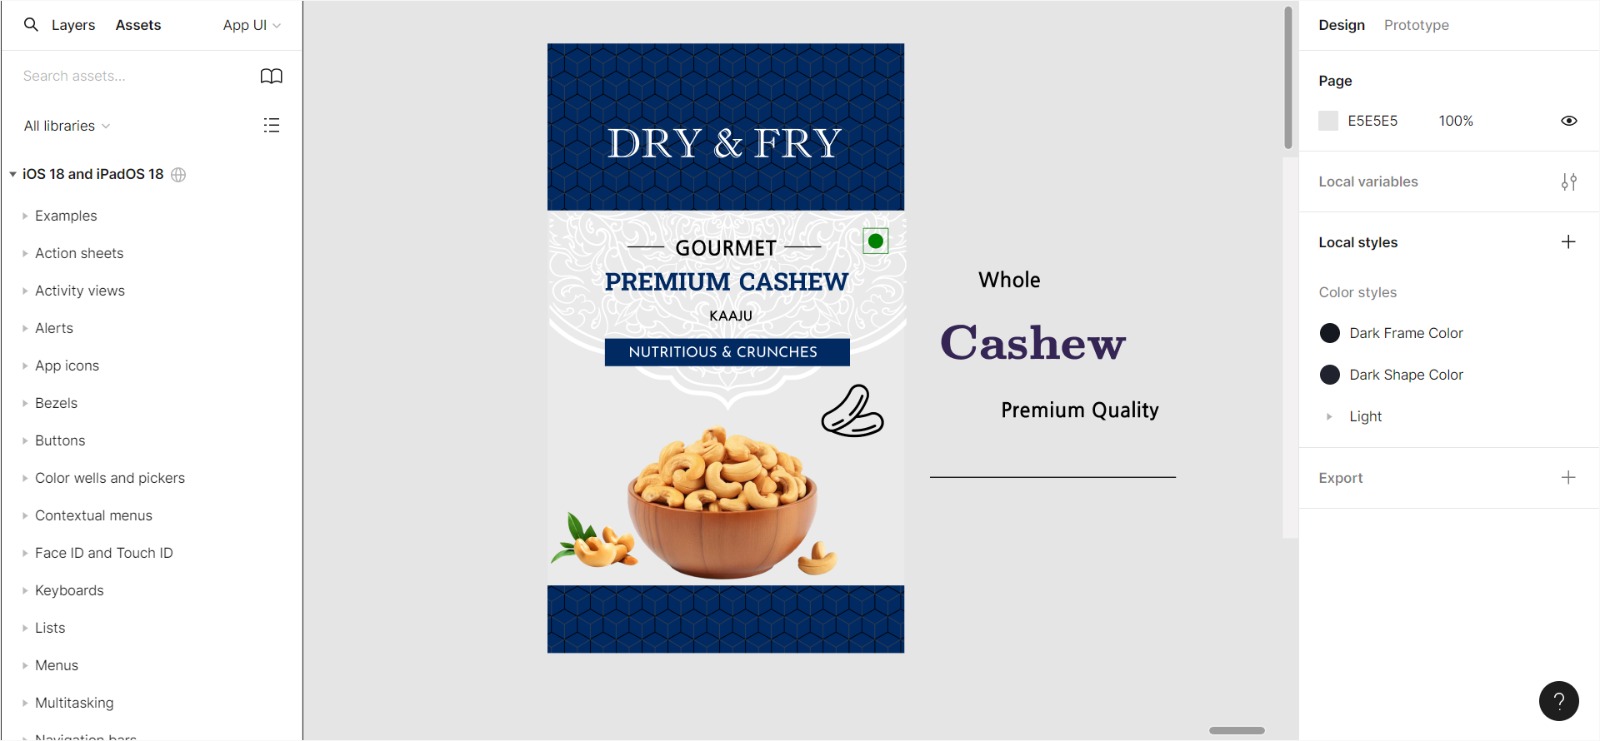 Layers Assets App UI
Search assets...
All libraries
iOS 18 and iPadOS 18
Examples
Action sheets
Activity views
Alerts
App icons
Bezels
Buttons
Color wells and pickers
Contextual menus
Face ID and Touch ID
Keyboards
Lists
Menus
Multitasking
Navigation bars
DRY & FRY
GOURMET
PREMIUM CASHEW
KAAJU
NUTRITIOUS & CRUNCHES
Whole
Cashew
Premium Quality
Design Prototype
Page
E5E5E5 100%
Local variables
Local styles
Color styles
Dark Frame Color
Dark Shape Color
Light
Export
?